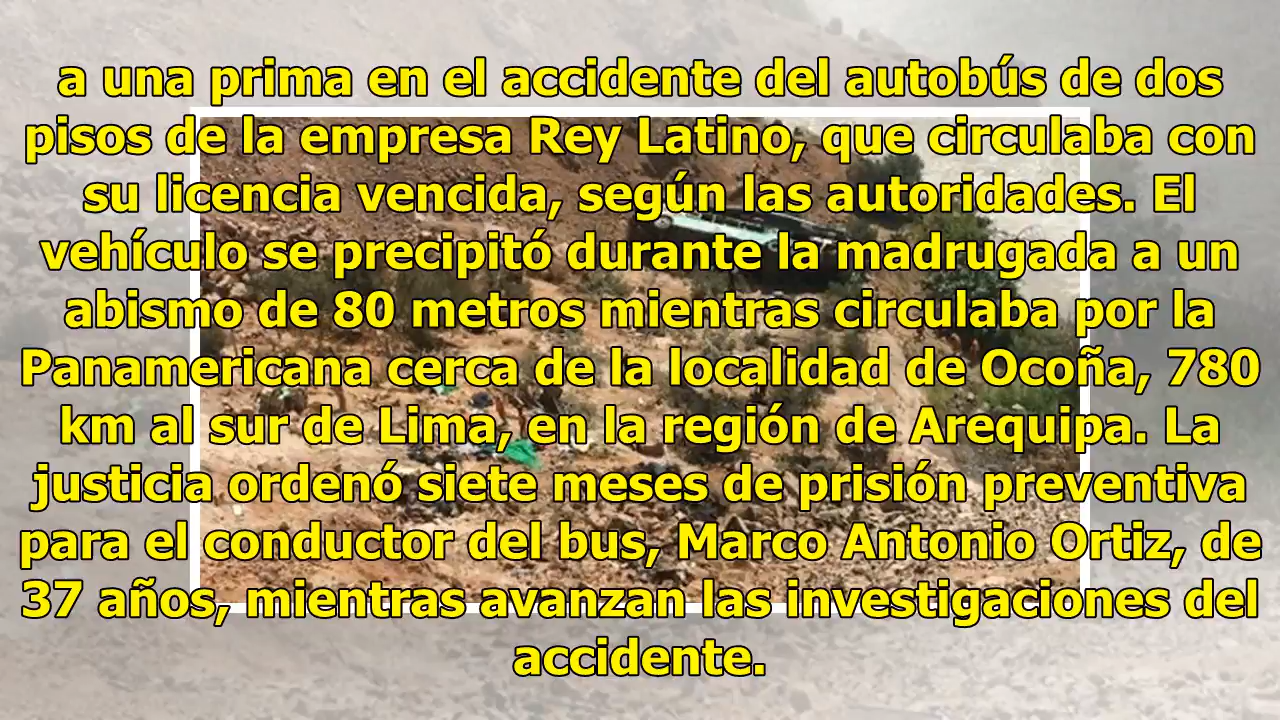 a una prima en el accidente del autobús de dos
pisos de la empresa Rey Latino, que circulaba con
su licencia vencida, según las autoridades. El
vehículo se precipitó durante la madrugada a un
abismo de 80 metros mientras circulaba por la
Panamericana cerca de la localidad de Ocoña, 780
km al sur de Lima, en la región de Arequipa. La
justicia ordenó siete meses de prisión preventiva
para el conductor del bus, Marco Antonio Ortiz, de
37 años, mientras avanzan las investigaciones del
accidente.